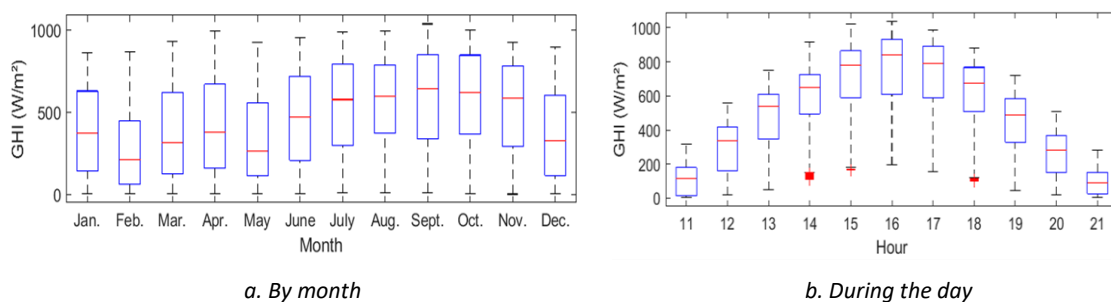 1000
500
0
GHI (W/m²)
Jan. Feb. Mar. Apr. May June July Aug. Sept. Oct. Nov. Dec.
Month
a. By month
1000
800
600
400
200
0
GHI (W/m²)
11 12 13 14 15 16 17 18 19 20 21
Hour
b. During the day